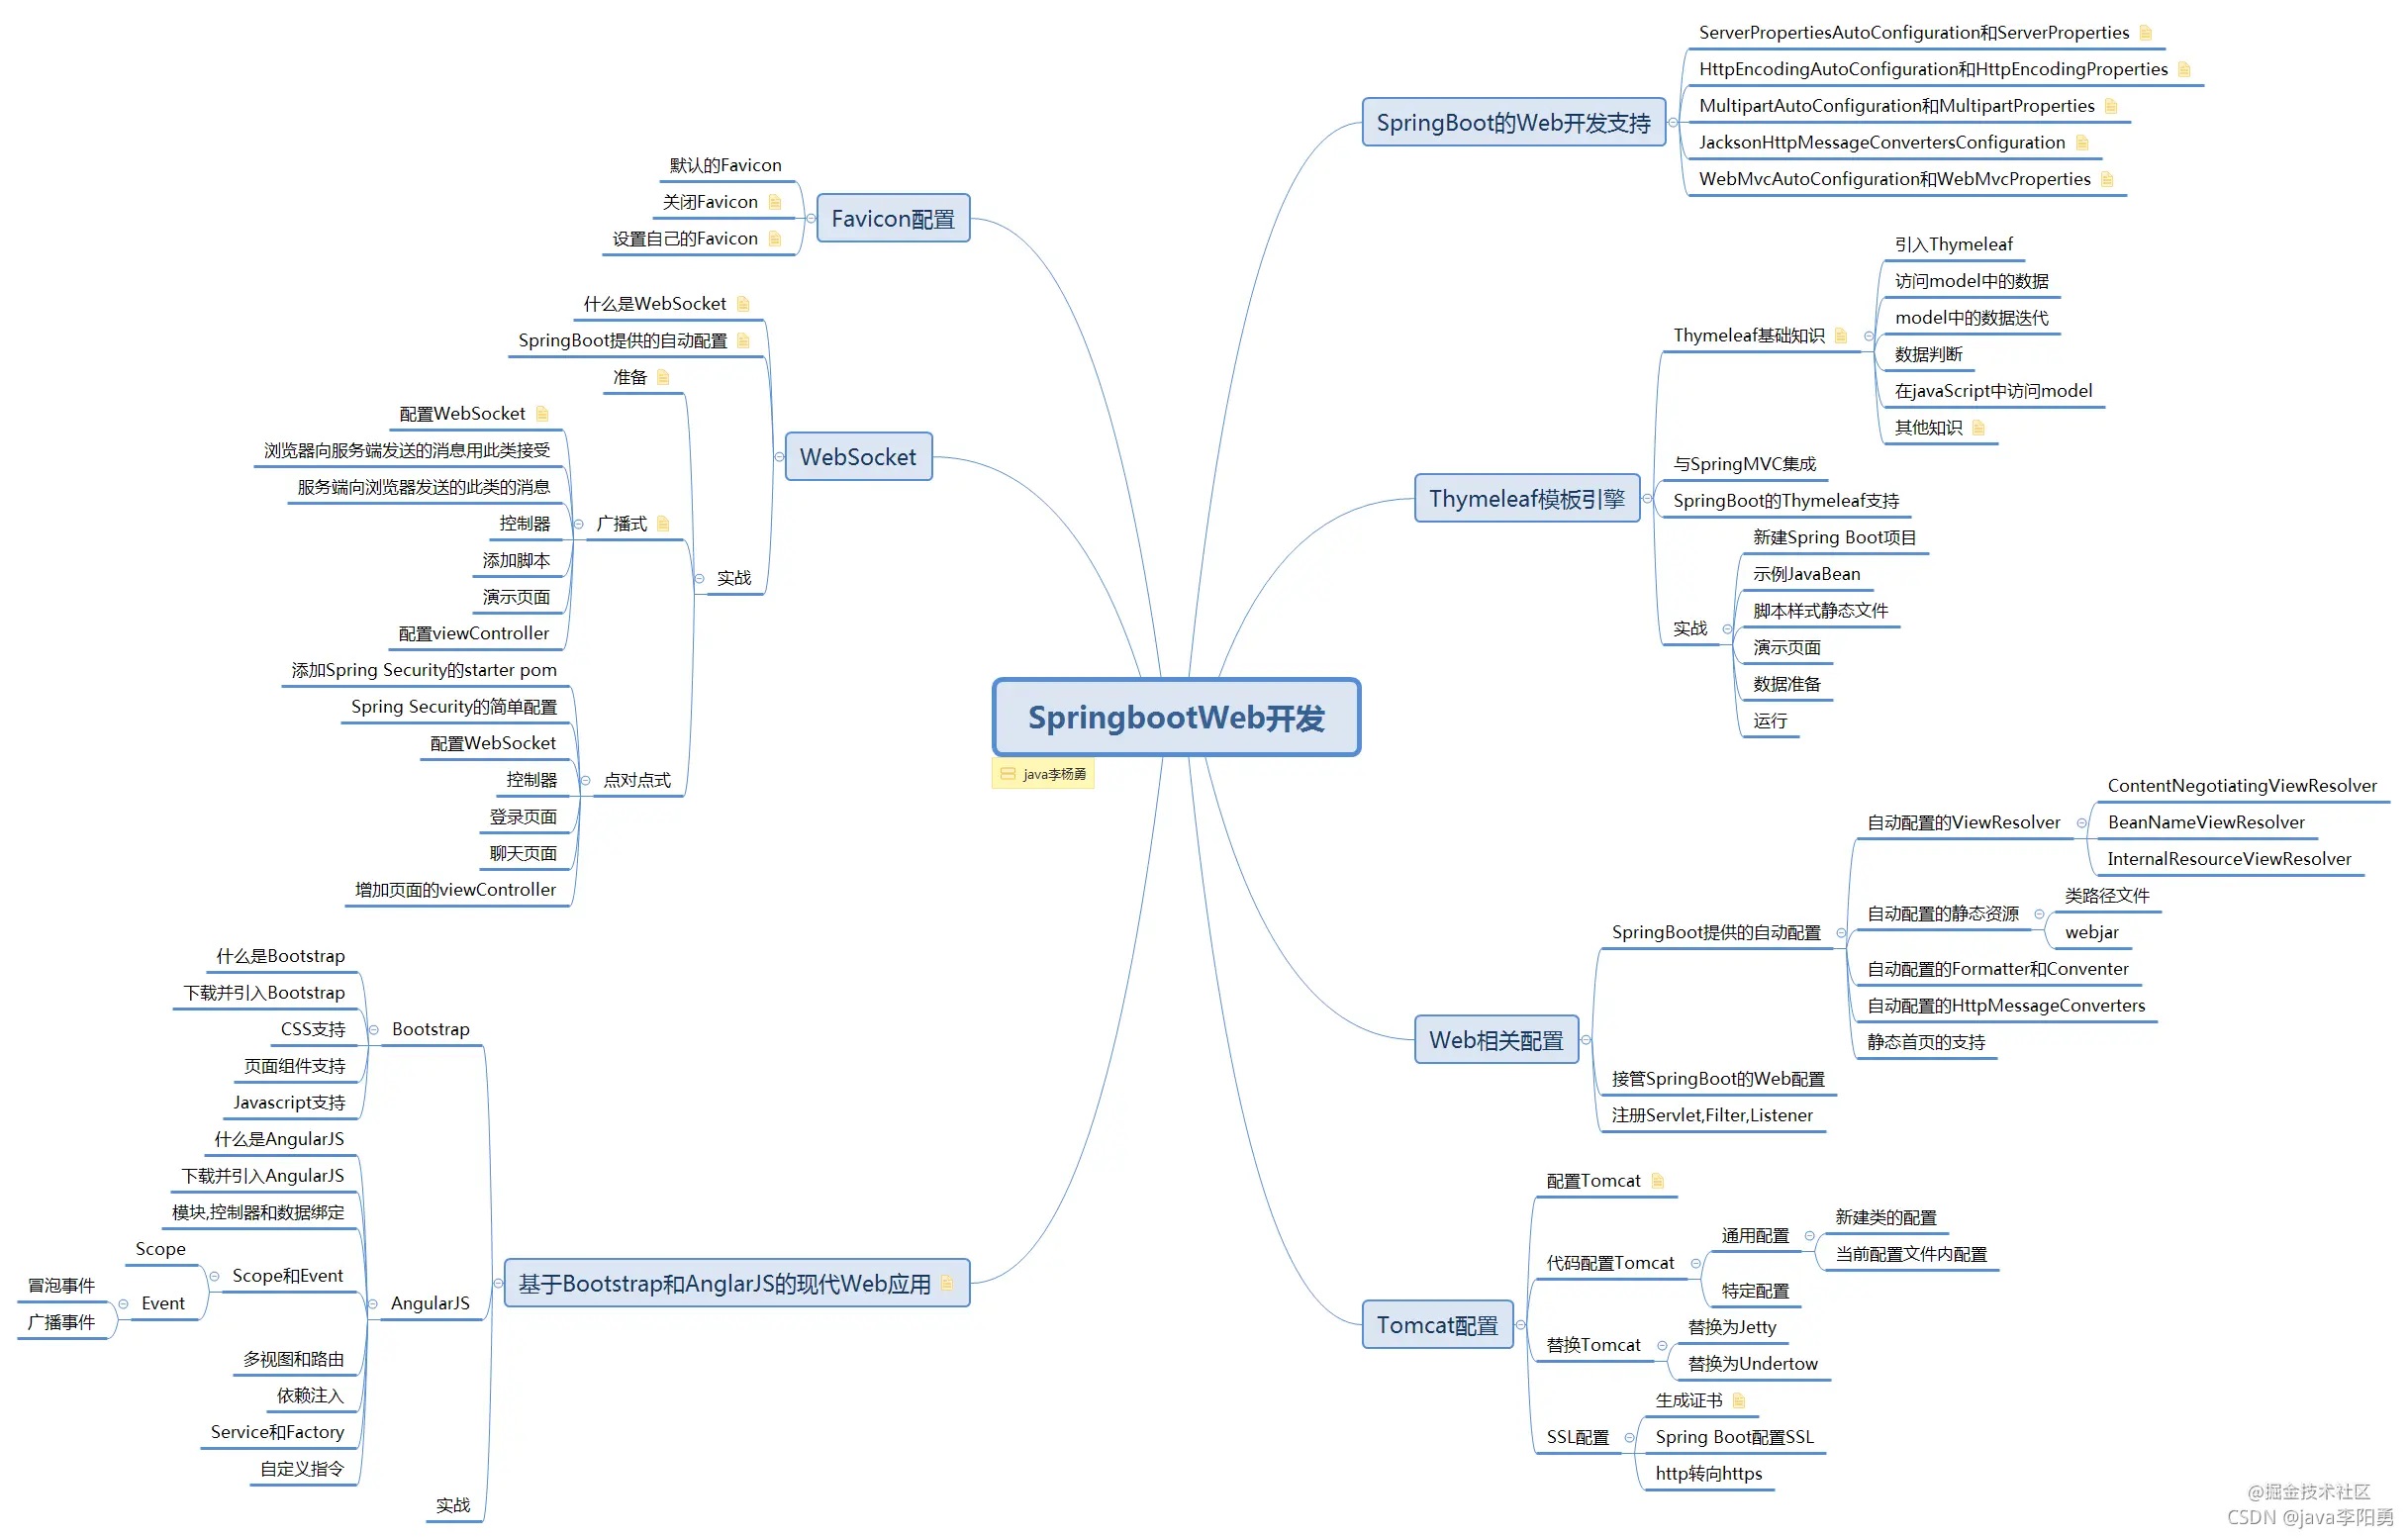 SpringbootWeb开发
java李杨勇
SpringBoot的Web开发支持
ServerPropertiesAutoConfiguration和ServerProperties
HttpEncodingAutoConfiguration和HttpEncodingProperties
MultipartAutoConfiguration和MultipartProperties
JacksonHttpMessageConvertersConfiguration
WebMvcAutoConfiguration和WebMvcProperties
Thymeleaf模板引擎
Thymeleaf基础知识
引入Thymeleaf
访问model中的数据
model中的数据迭代
数据判断
在javaScript中访问model
其他知识
与SpringMVC集成
SpringBoot的Thymeleaf支持
实战
新建Spring Boot项目
示例JavaBean
脚本样式静态文件
演示页面
数据准备
运行
Web相关配置
SpringBoot提供的自动配置
自动配置的ViewResolver
ContentNegotiatingViewResolver
BeanNameViewResolver
InternalResourceViewResolver
自动配置的静态资源
类路径文件
webjar
自动配置的Formatter和Conventer
自动配置的HttpMessageConverters
静态首页的支持
接管SpringBoot的Web配置
注册Servlet,Filter,Listener
Tomcat配置
配置Tomcat
代码配置Tomcat
通用配置
新建类的配置
当前配置文件内配置
特定配置
替换Tomcat
替换为Jetty
替换为Undertow
SSL配置
生成证书
Spring Boot配置SSL
http转向https
Favicon配置
默认的Favicon
关闭Favicon
设置自己的Favicon
WebSocket
什么是WebSocket
SpringBoot提供的自动配置
实战
准备
广播式
配置WebSocket
浏览器向服务端发送的消息用此类接受
服务端向浏览器发送的此类的消息
控制器
添加脚本
演示页面
配置viewController
点对点式
添加Spring Security的starter pom
Spring Security的简单配置
配置WebSocket
控制器
登录页面
聊天页面
增加页面的viewController
基于Bootstrap和AnglarJS的现代Web应用
Bootstrap
什么是Bootstrap
下载并引入Bootstrap
CSS支持
页面组件支持
Javascript支持
AngularJS
什么是AngularJS
下载并引入AngularJS
模块,控制器和数据绑定
Scope和Event
Scope
Event
冒泡事件
广播事件
多视图和路由
依赖注入
Service和Factory
自定义指令
实战
@掘金技术社区
CSDN @java李阳勇